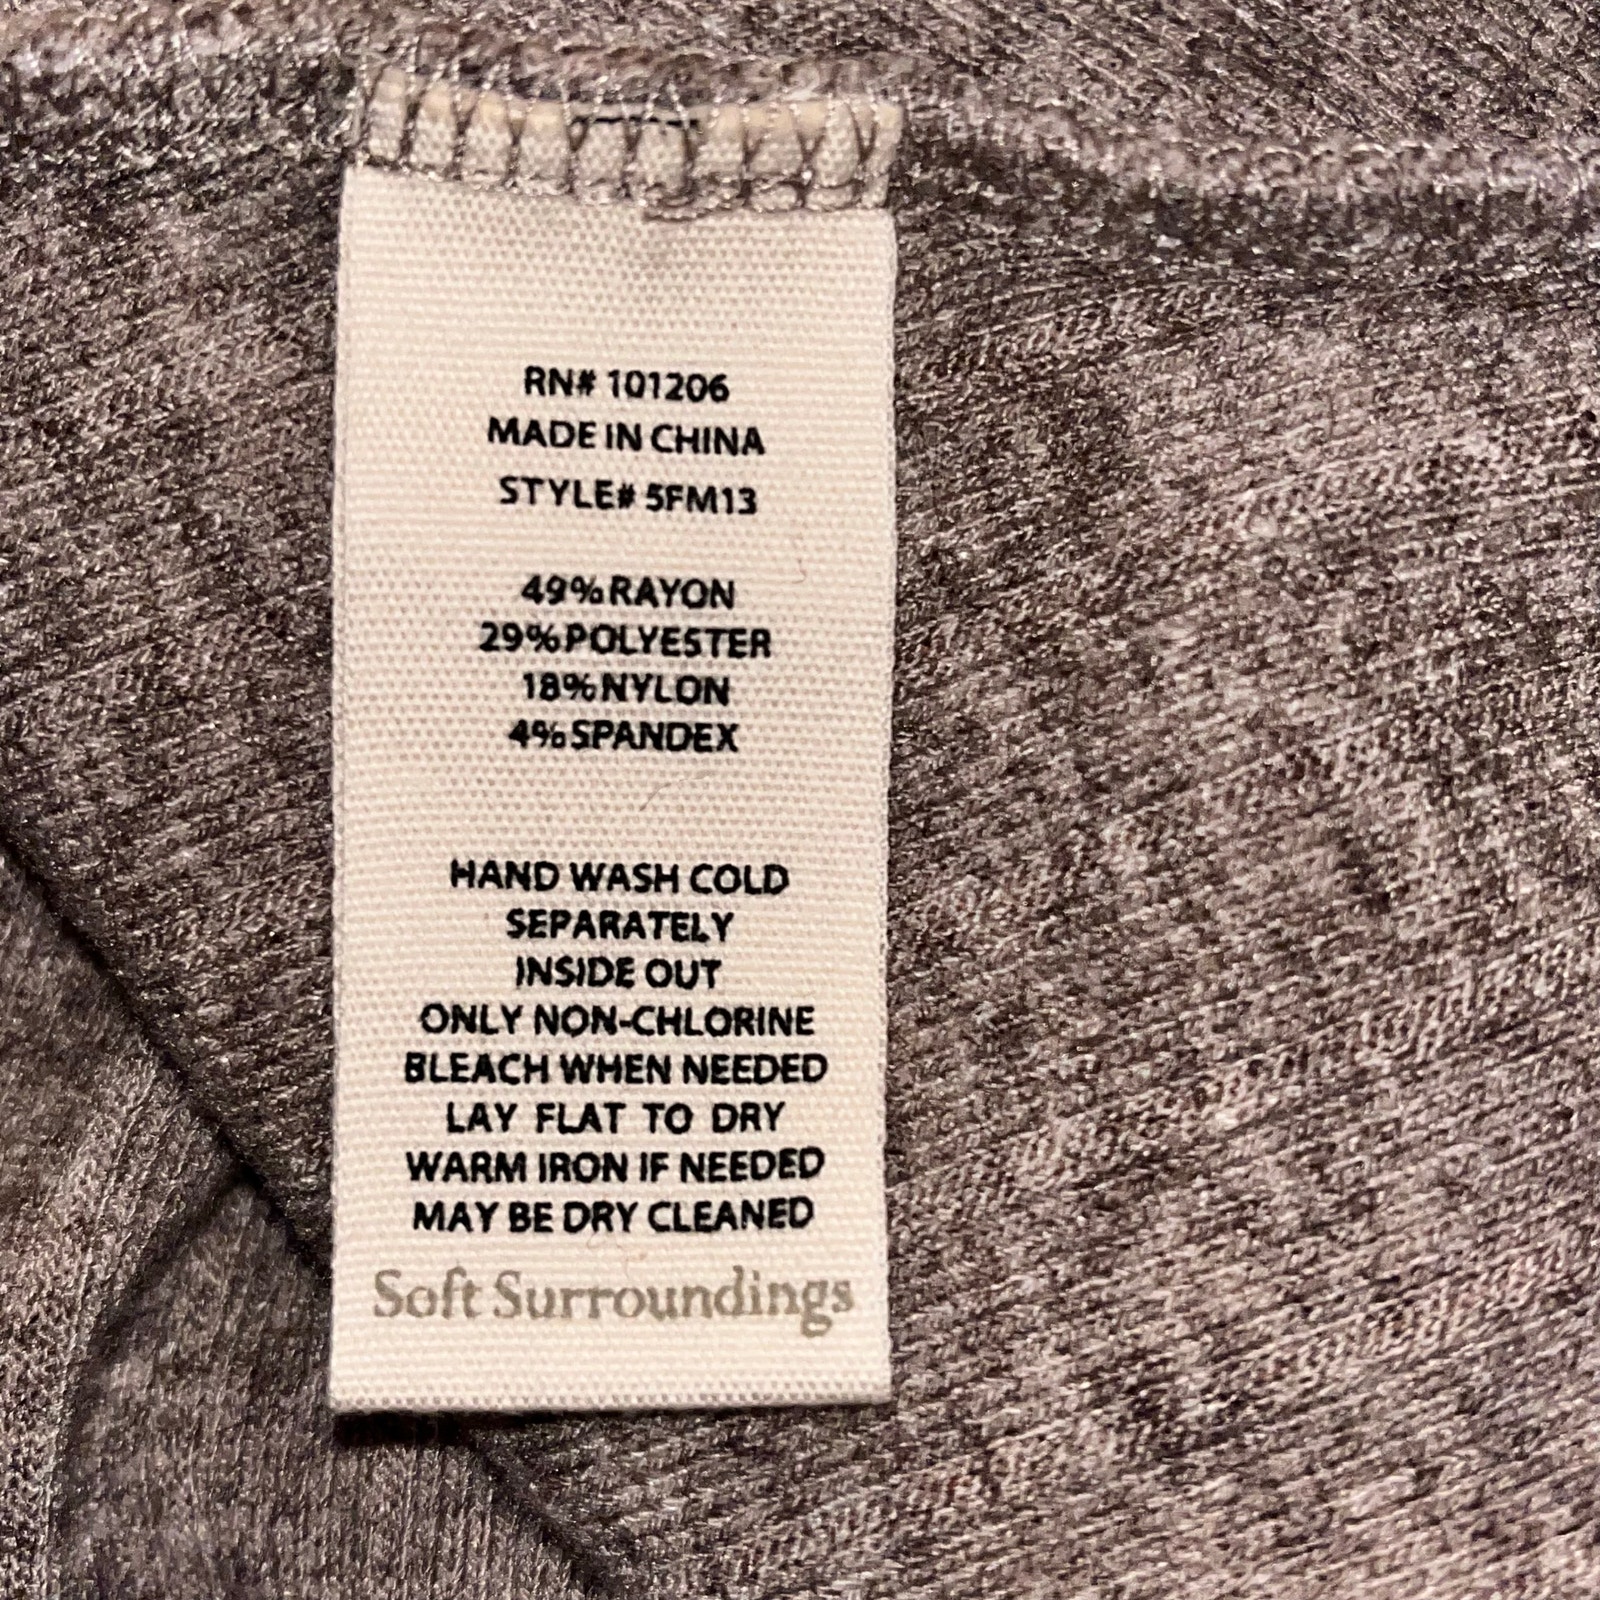 RN# 101206
MADE IN CHINA
STYLE# 5FM13
49% RAYON
29% POLYESTER
18% NYLON
4% SPANDEX
HAND WASH COLD
SEPARATELY
INSIDE OUT
ONLY NON-CHLORINE
BLEACH WHEN NEEDED
LAY FLAT TO DRY
WARM IRON IF NEEDED
MAY BE DRY CLEANED
Soft Surroundings